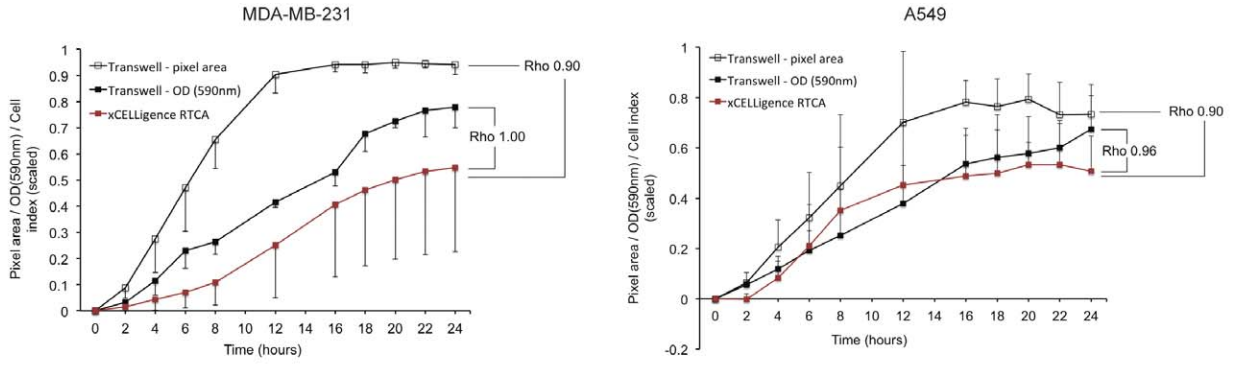 MDA-MB-231
Pixel area / OD(590nm) / Cell
index (scaled)
1
0.9
0.8
0.7
0.6
0.5
0.4
0.3
0.2
0.1
0
Transwell - pixel area
Transwell - OD (590nm)
xCELLigence RTCA
Rho 0.90
Rho 1.00
0 2 4 6 8 10 12 14 16 18 20 22 24
Time (hours)
A549
Pixel area / OD(590nm) / Cell index
(scaled)
1
0.8
0.6
0.4
0.2
0
-0.2
Transwell - pixel area
Transwell - OD (590nm)
xCELLigence RTCA
Rho 0.90
Rho 0.96
0 2 4 6 8 10 12 14 16 18 20 22 24
Time (hours)